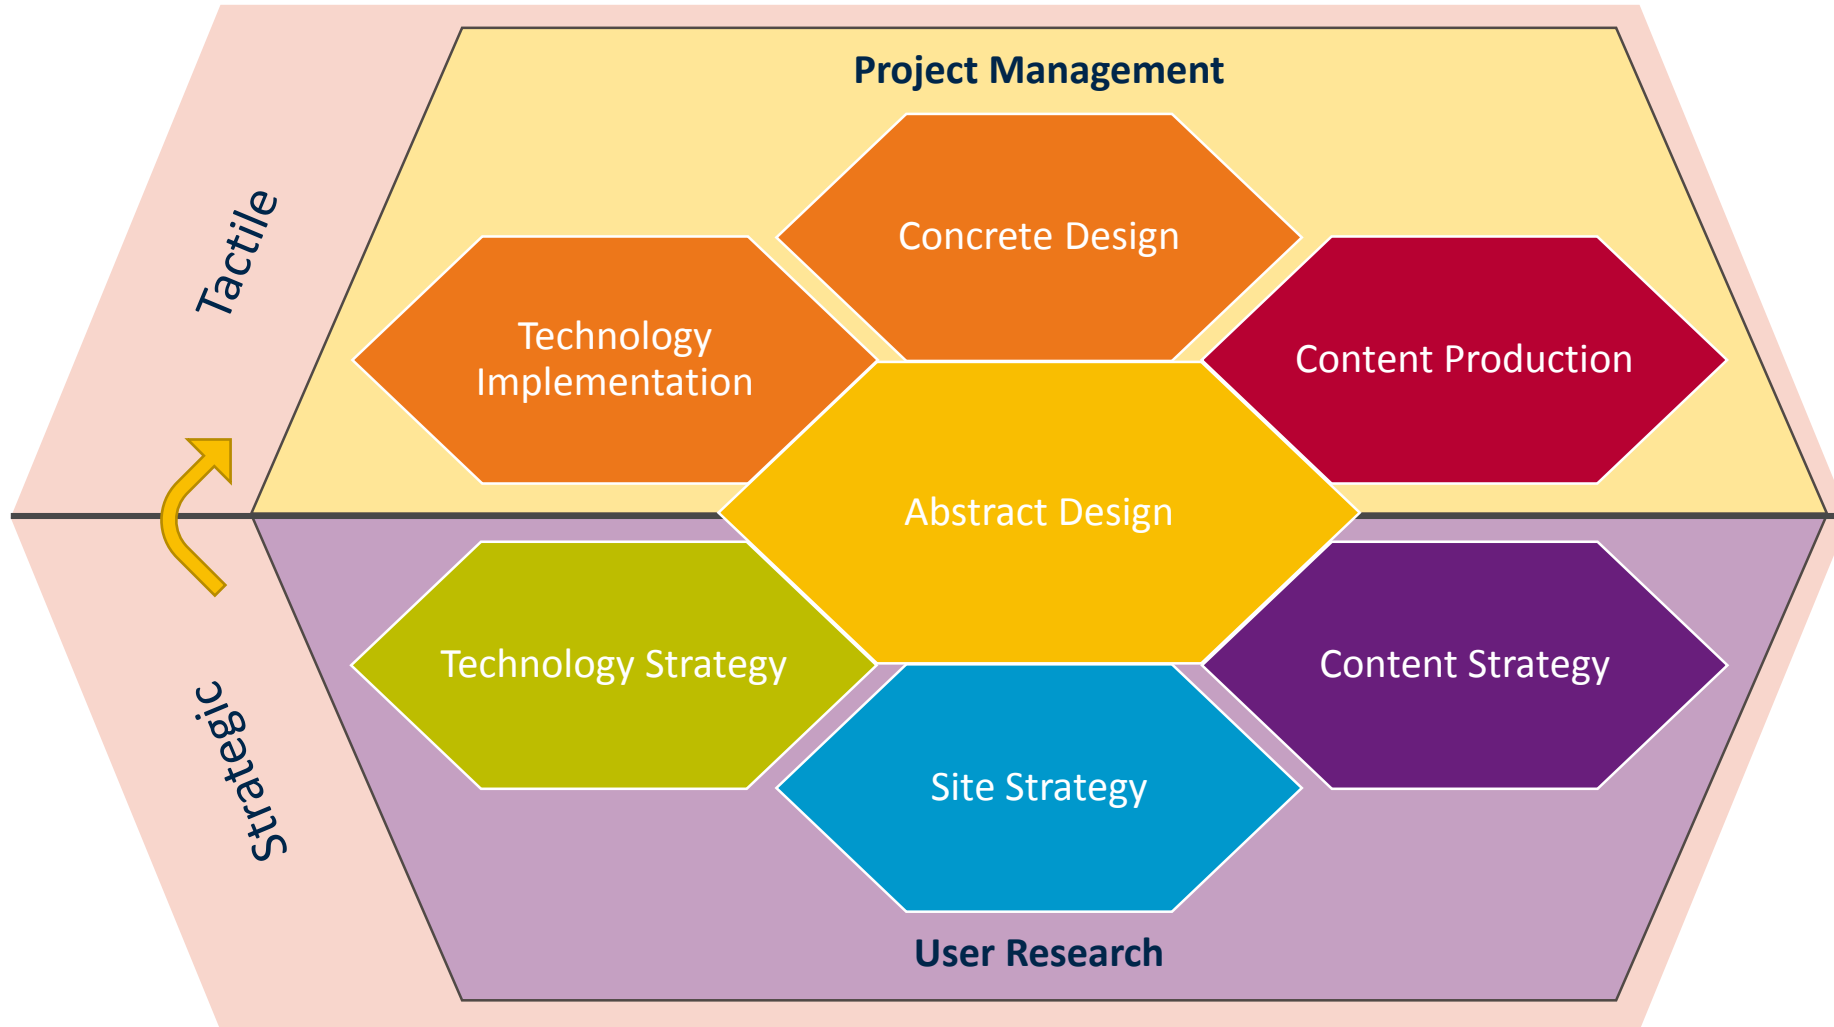 Project Management
Concrete Design
Tactile
Technology
Implementation
Content Production
Abstract Design
Technology Strategy
Content Strategy
Strategic
Site Strategy
User Research